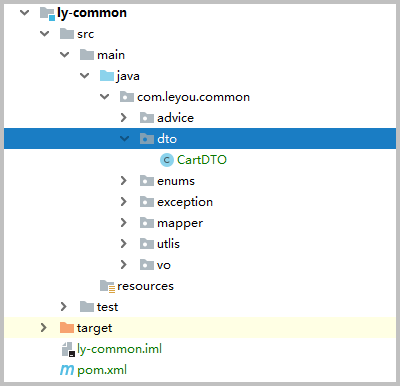 ly-common
src
main
java
com.leyou.common
advice
dto
CartDTO
enums
exception
mapper
utlis
vo
resources
test
target
ly-common.iml
pom.xml